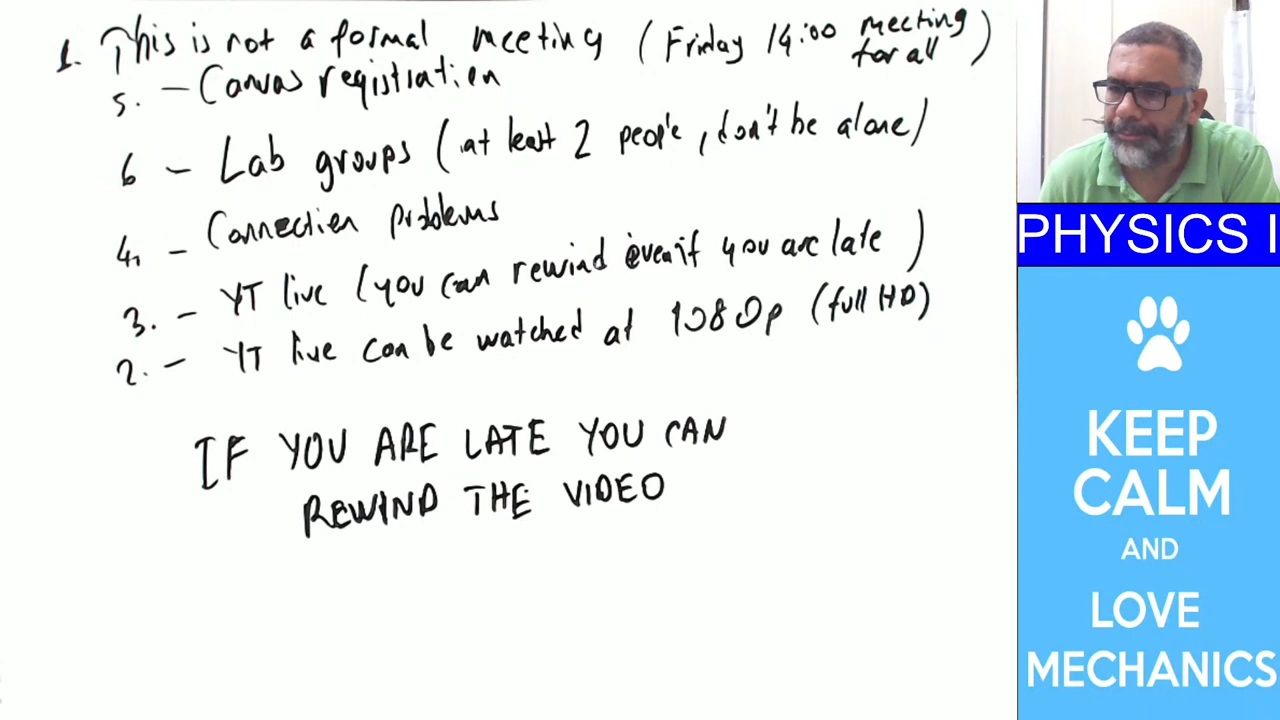 1. This is not a formal meeting (Friday 14:00 meeting for all)
5. - Canvas registration
6 - Lab groups (at least 2 people, don't be alone)
4. - Connection problems
3. - YT live (you can rewind even if you are late)
2. - YT live can be watched at 1080p (full HD)
IF YOU ARE LATE YOU CAN
REWIND THE VIDEO
PHYSICS I
KEEP
CALM
AND
LOVE
MECHANICS